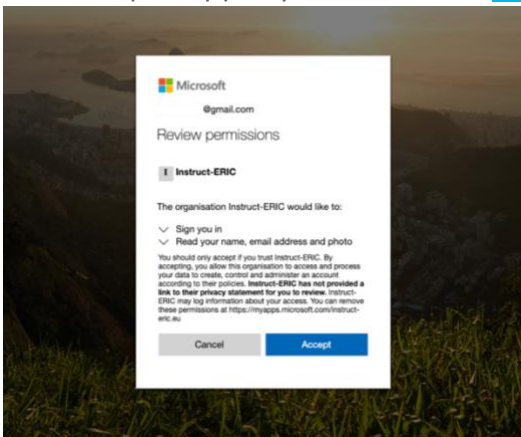 Microsoft
@gmail.com
Review permissions
I Instruct-ERIC
The organisation Instruct-ERIC would like to:
Sign you in
Read your name, email address and photo
You should only accept if you trust Instruct-ERIC. By
accepting, you allow this organisation to access and process
your data to create, control and administer an account
according to their policies. Instruct-ERIC has not provided a
link to their privacy statement for you to review. Instruct-
ERIC may log information about your access. You can remove
these permissions at https://myapps.microsoft.com/instruct-
eric.eu
Cancel Accept